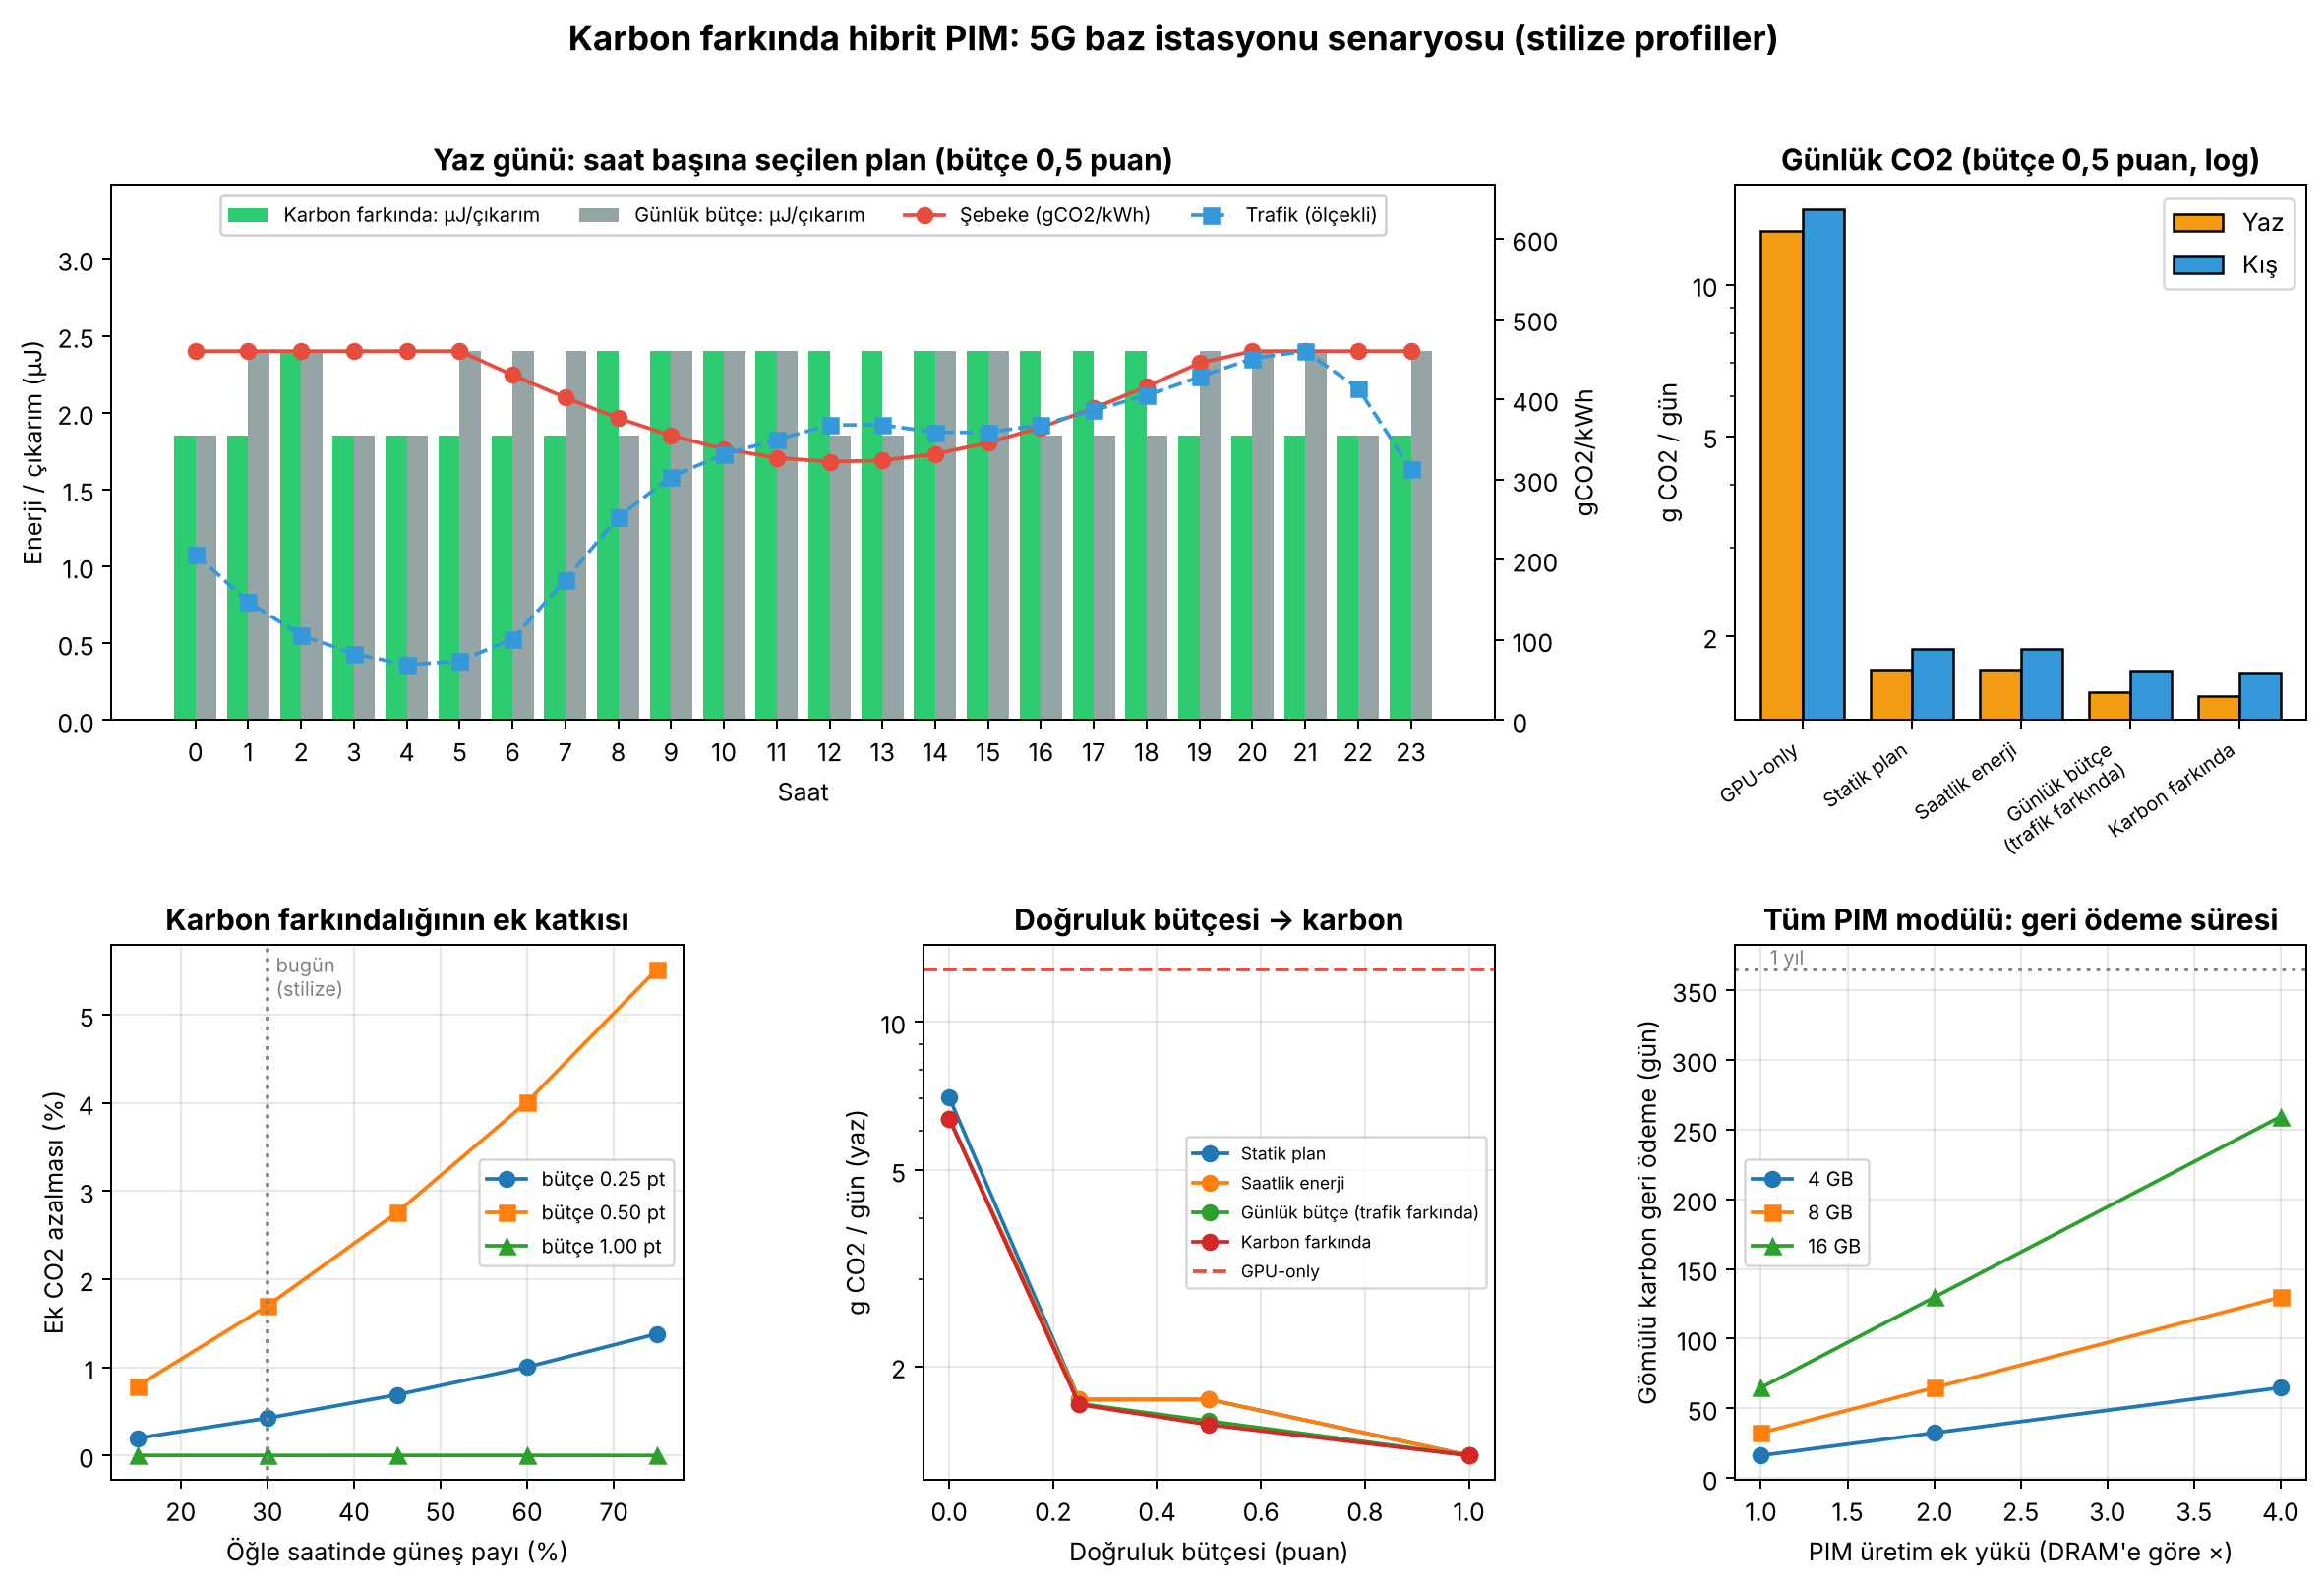 Karbon farkında hibrit PIM: 5G baz istasyonu senaryosu (stilize profiller)
Yaz günü: saat başına seçilen plan (bütçe 0,5 puan)
Karbon farkında: µJ/çıkarım
Günlük bütçe: µJ/çıkarım
Şebeke (gCO2/kWh)
Trafik (ölçekli)
Enerji / çıkarım (µJ)
3.0
2.5
2.0
1.5
1.0
0.5
0.0
600
500
400
300
200
100
0
gCO2/kWh
0 1 2 3 4 5 6 7 8 9 10 11 12 13 14 15 16 17 18 19 20 21 22 23
Saat
Günlük CO2 (bütçe 0,5 puan, log)
Yaz
Kış
g CO2 / gün
10
5
2
GPU-only
Statik plan
Saatlik enerji
Günlük bütçe
(trafik farkında)
Karbon farkında
Karbon farkındalığının ek katkısı
bugün
(stilize)
Ek CO2 azalması (%)
5
4
3
2
1
0
bütçe 0.25 pt
bütçe 0.50 pt
bütçe 1.00 pt
20 30 40 50 60 70
Öğle saatinde güneş payı (%)
Doğruluk bütçesi → karbon
g CO2 / gün (yaz)
10
5
2
Statik plan
Saatlik enerji
Günlük bütçe (trafik farkında)
Karbon farkında
GPU-only
0.0 0.2 0.4 0.6 0.8 1.0
Doğruluk bütçesi (puan)
Tüm PIM modülü: geri ödeme süresi
1 yıl
Gömülü karbon geri ödeme (gün)
350
300
250
200
150
100
50
0
4 GB
8 GB
16 GB
1.0 1.5 2.0 2.5 3.0 3.5 4.0
PIM üretim ek yükü (DRAM'e göre ×)